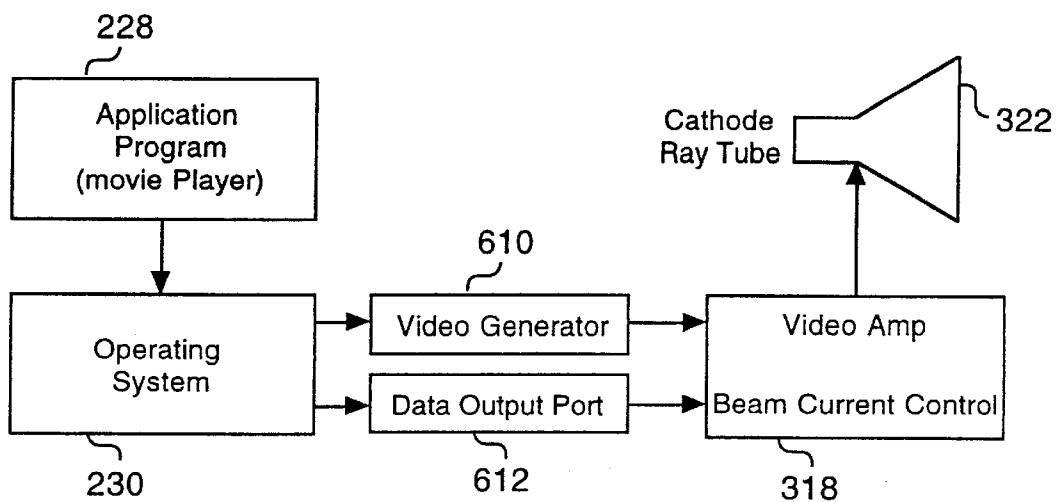 228
Application
Program
(movie Player)
Cathode
Ray Tube
322
610
Operating
System
Video Generator
Data Output Port
Video Amp
Beam Current Control
230
612
318